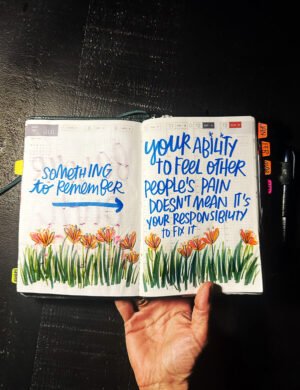 SOMETHING
to Remember
your ABILITY
to FEEL OTHER
PEOPLE'S PAIN
DOESN'T MEAN IT'S
YOUR RESPONSIBILITY
to FIX IT